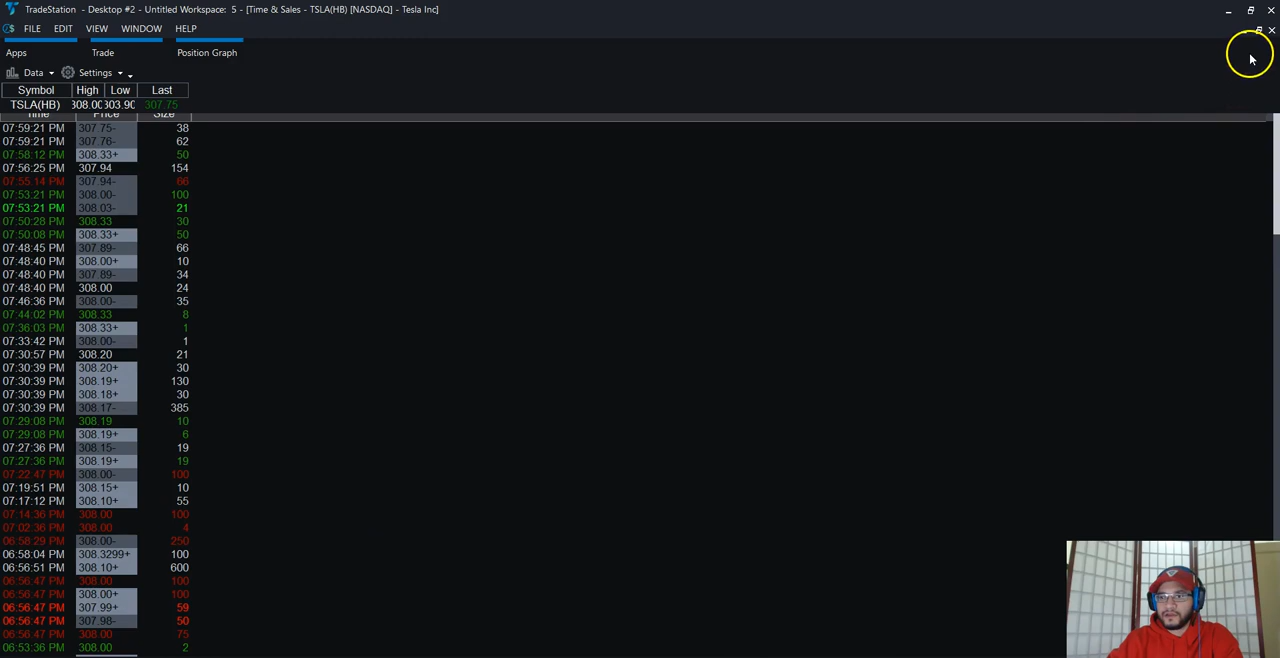 TradeStation - Desktop #2 - Untitled Workspace: 5 - [Time & Sales - TSLA(HB) [NASDAQ] - Tesla Inc]
FILE EDIT VIEW WINDOW HELP
Apps Trade Position Graph
Data Settings
Symbol High Low Last
TSLA(HB) 308.00 303.90 307.75
Time Price Size
07:59:21 PM 307.75- 38
07:59:21 PM 307.76- 62
07:58:12 PM 308.33+ 50
07:56:25 PM 307.94 154
07:55:14 PM 307.94- 66
07:53:21 PM 308.00- 100
07:53:21 PM 308.03- 21
07:50:28 PM 308.33 30
07:50:08 PM 308.33+ 50
07:48:45 PM 307.89- 66
07:48:40 PM 308.00+ 10
07:48:40 PM 307.89- 34
07:48:40 PM 308.00 24
07:46:36 PM 308.00- 35
07:44:02 PM 308.33 8
07:36:03 PM 308.33+ 1
07:33:42 PM 308.00- 1
07:30:57 PM 308.20 21
07:30:39 PM 308.20+ 30
07:30:39 PM 308.19+ 130
07:30:39 PM 308.18+ 30
07:30:39 PM 308.17- 385
07:29:08 PM 308.19 10
07:29:08 PM 308.19+ 6
07:27:36 PM 308.15- 19
07:27:36 PM 308.19+ 19
07:22:47 PM 308.00- 100
07:19:51 PM 308.15+ 10
07:17:12 PM 308.10+ 55
07:14:36 PM 308.00 100
07:02:36 PM 308.00 4
06:58:29 PM 308.00- 250
06:58:04 PM 308.3299+ 100
06:56:51 PM 308.10+ 600
06:56:47 PM 308.00 100
06:56:47 PM 308.00+ 100
06:56:47 PM 307.99+ 59
06:56:47 PM 307.98- 50
06:56:47 PM 308.00 75
06:53:36 PM 308.00 2